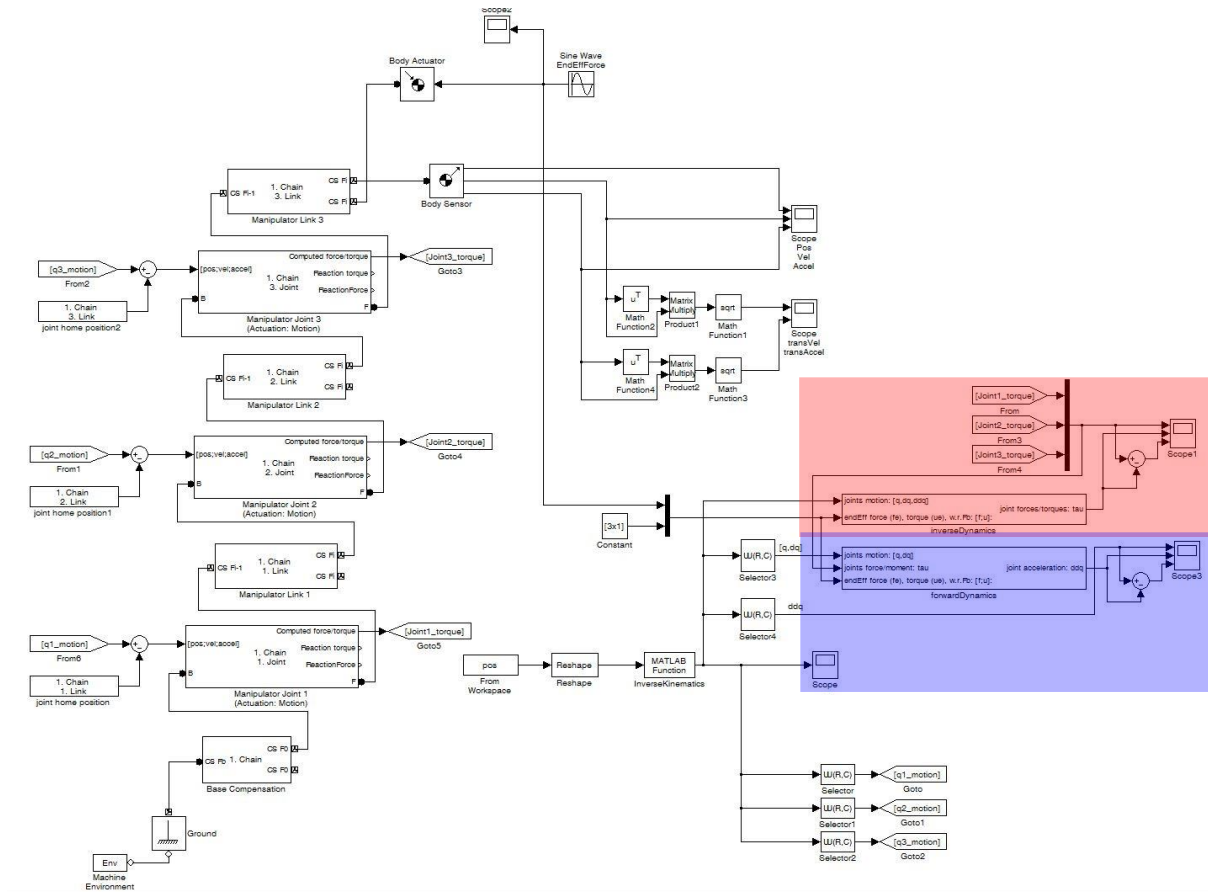 Scope2
Sine Wave
EndEffForce
Body Actuator
1. Chain
3. Link
CS Fi-1
CS Fi
CS Fi
Manipulator Link 3
Body Sensor
Scope
Pos
Vel
Accel
[q3_motion]
From2
1. Chain
3. Link
joint home position2
[pos;vel;accel]
B
1. Chain
3. Joint
Computed force/torque
Reaction torque
ReactionForce
F
Manipulator Joint 3
(Actuation: Motion)
[Joint3_torque]
Goto3
uT
Math
Function2
Matrix
Multiply
Product1
sqrt
Math
Function1
Scope
transVel
transAccel
uT
Math
Function4
Matrix
Multiply
Product2
sqrt
Math
Function3
CS Fi-1
1. Chain
2. Link
CS Fi
CS Fi
Manipulator Link 2
[Joint1_torque]
From
[Joint2_torque]
From3
[Joint3_torque]
From4
Scope1
[q2_motion]
From1
1. Chain
2. Link
joint home position1
[pos;vel;accel]
B
1. Chain
2. Joint
Computed force/torque
Reaction torque
ReactionForce
F
Manipulator Joint 2
(Actuation: Motion)
[Joint2_torque]
Goto4
[3x1]
Constant
joints motion: [q,dq,ddq]
endEff force (fe), torque (ue), w.r.Fb: [f;u]:
joint forces/torques: tau
inverseDynamics
U(R,C)
Selector3
[q,dq]
joints motion: [q,dq]
joints force/moment: tau
endEff force (fe), torque (ue), w.r.Fb: [f;u]:
joint acceleration: ddq
forwardDynamics
Scope3
CS Fi-1
1. Chain
1. Link
CS Fi
CS Fi
Manipulator Link 1
U(R,C)
Selector4
ddq
[q1_motion]
From6
1. Chain
1. Link
joint home position
[pos;vel;accel]
B
1. Chain
1. Joint
Computed force/torque
Reaction torque
ReactionForce
F
Manipulator Joint 1
(Actuation: Motion)
[Joint1_torque]
Goto5
pos
From
Workspace
Reshape
Reshape
MATLAB
Function
InverseKinematics
Scope
CS Fb
1. Chain
CS F0
CS F0
Base Compensation
U(R,C)
Selector
[q1_motion]
Goto
U(R,C)
Selector1
[q2_motion]
Goto1
U(R,C)
Selector2
[q3_motion]
Goto2
Ground
Env
Machine
Environment